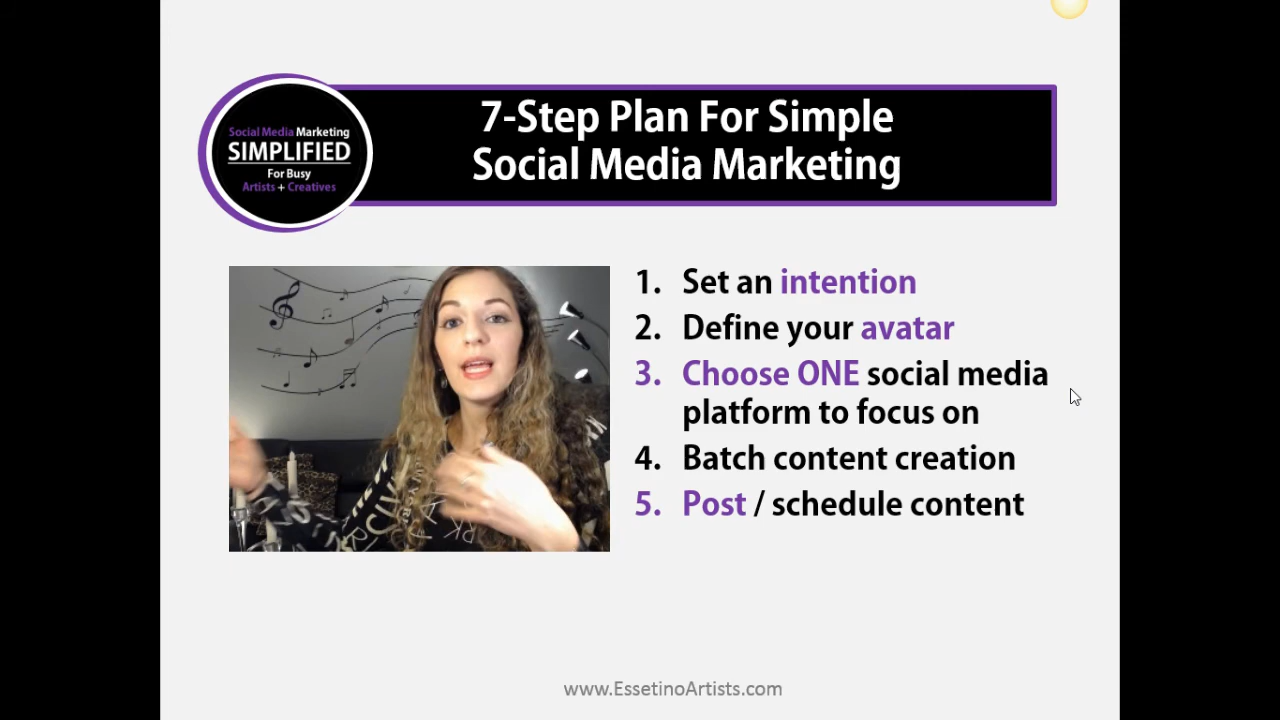 7-Step Plan For Simple
Social Media Marketing
Social Media Marketing
SIMPLIFIED
For Busy
Artists + Creatives
1. Set an intention
2. Define your avatar
3. Choose ONE social media
platform to focus on
4. Batch content creation
5. Post / schedule content
www.EssetinoArtists.com